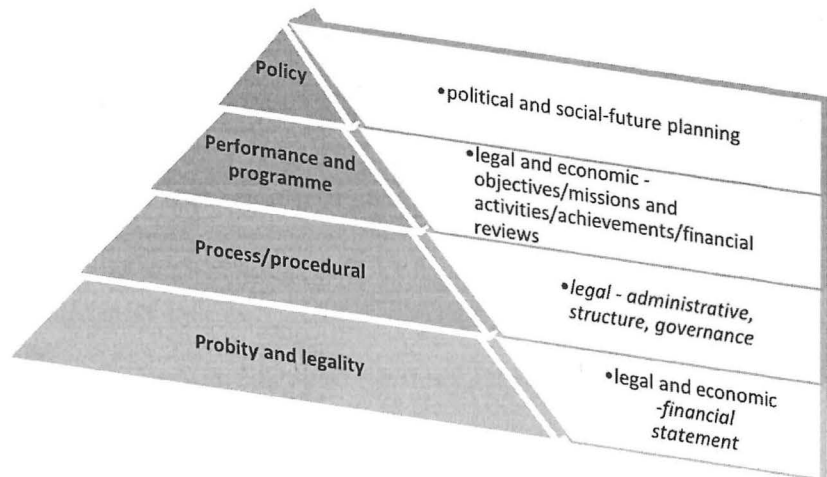 Policy
•political and social-future planning
Performance and
programme
•legal and economic -
objectives/missions and
activities/achievements/financial
reviews
Process/procedural
•legal - administrative,
structure, governance
Probity and legality
•legal and economic
-financial
statement